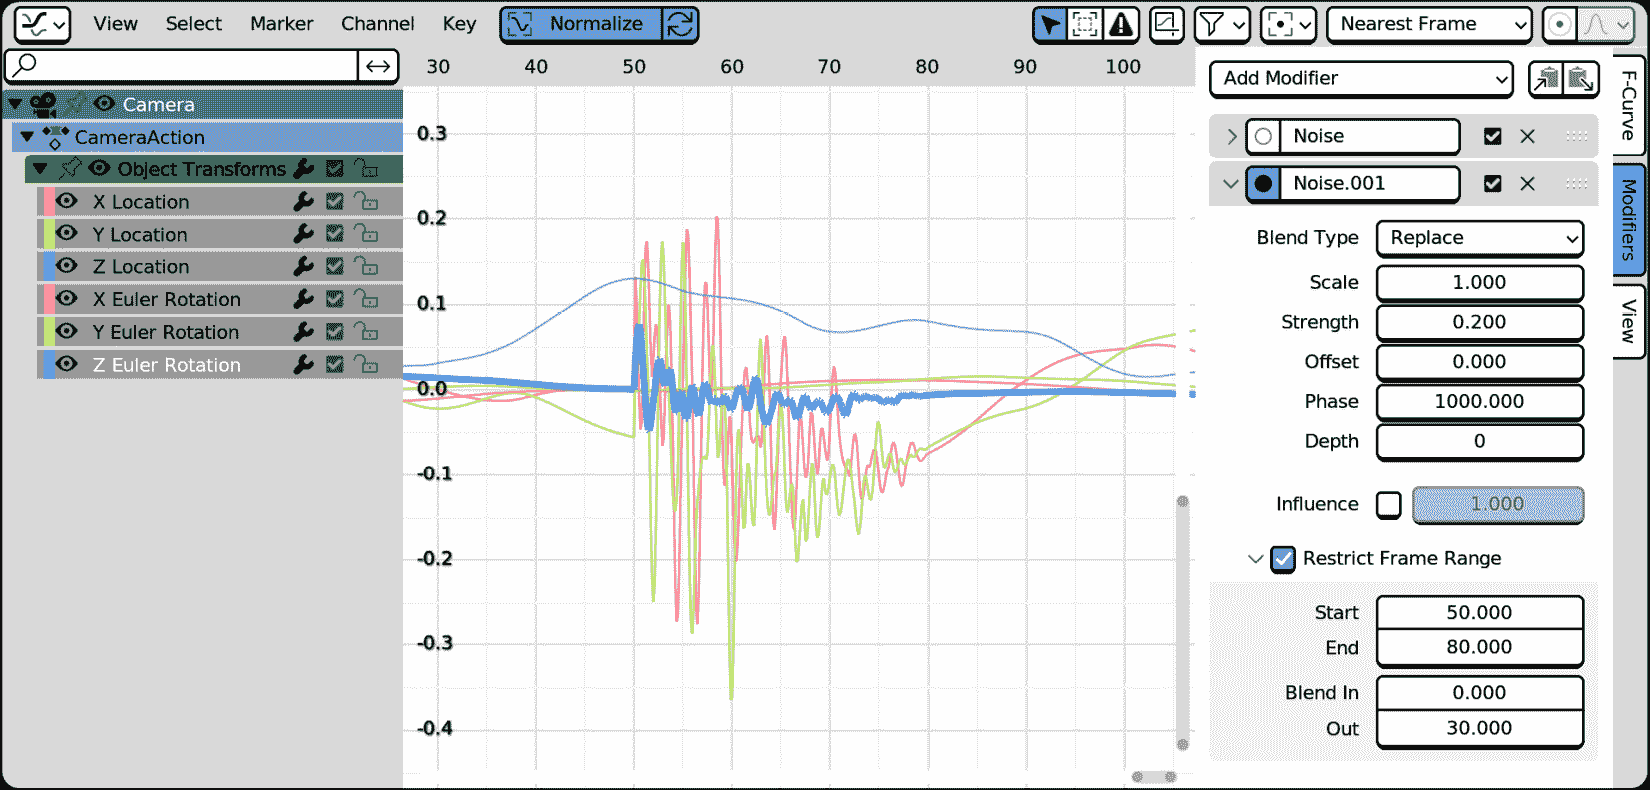 View Select Marker Channel Key Normalize Nearest Frame
30 40 50 60 70 80 90 100
Camera
CameraAction
Object Transforms
X Location
Y Location
Z Location
X Euler Rotation
Y Euler Rotation
Z Euler Rotation
0.3
0.2
0.1
0.0
-0.1
-0.2
-0.3
-0.4
Add Modifier
Noise
Noise.001
Blend Type Replace
Scale 1.000
Strength 0.200
Offset 0.000
Phase 1000.000
Depth 0
Influence 1.000
Restrict Frame Range
Start 50.000
End 80.000
Blend In 0.000
Out 30.000
F-Curve
Modifiers
View